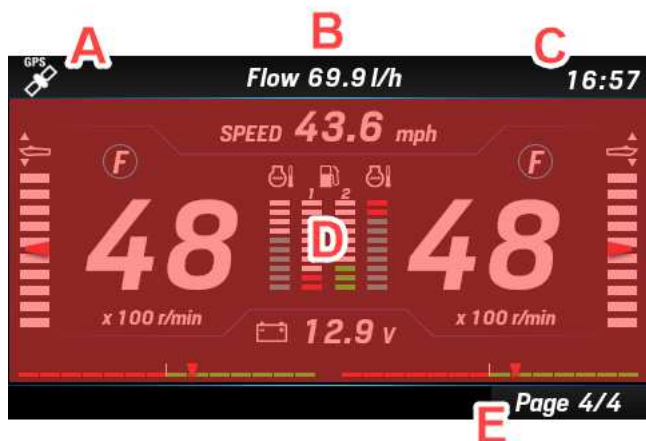 A
B
C
GPS
Flow 69.9 l/h
16:57
SPEED 43.6 mph
F
F
1 2
48
D
48
x 100 r/min
x 100 r/min
12.9 v
Page 4/4
E